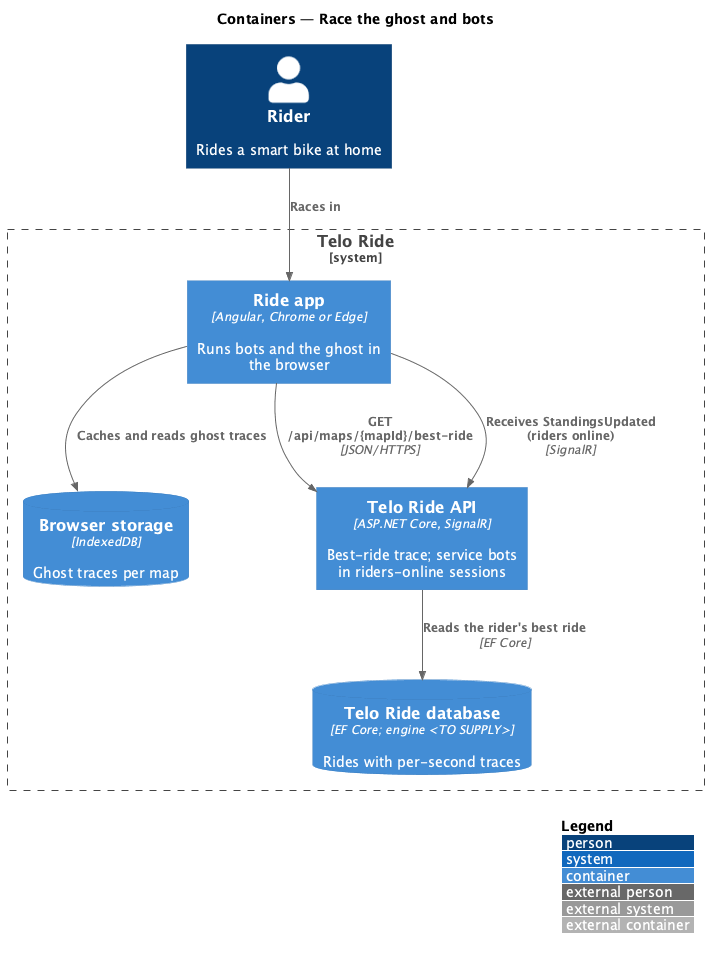 Containers — Race the ghost and bots
Rider
Rides a smart bike at home
Races in
Telo Ride
[system]
Ride app
[Angular, Chrome or Edge]
Runs bots and the ghost in
the browser
Caches and reads ghost traces
GET
/api/maps/{mapId}/best-ride
[JSON/HTTPS]
Receives StandingsUpdated
(riders online)
[SignalR]
Browser storage
[IndexedDB]
Ghost traces per map
Telo Ride API
[ASP.NET Core, SignalR]
Best-ride trace; service bots
in riders-online sessions
Reads the rider's best ride
[EF Core]
Telo Ride database
[EF Core; engine <TO SUPPLY>]
Rides with per-second traces
Legend
person
system
container
external person
external system
external container